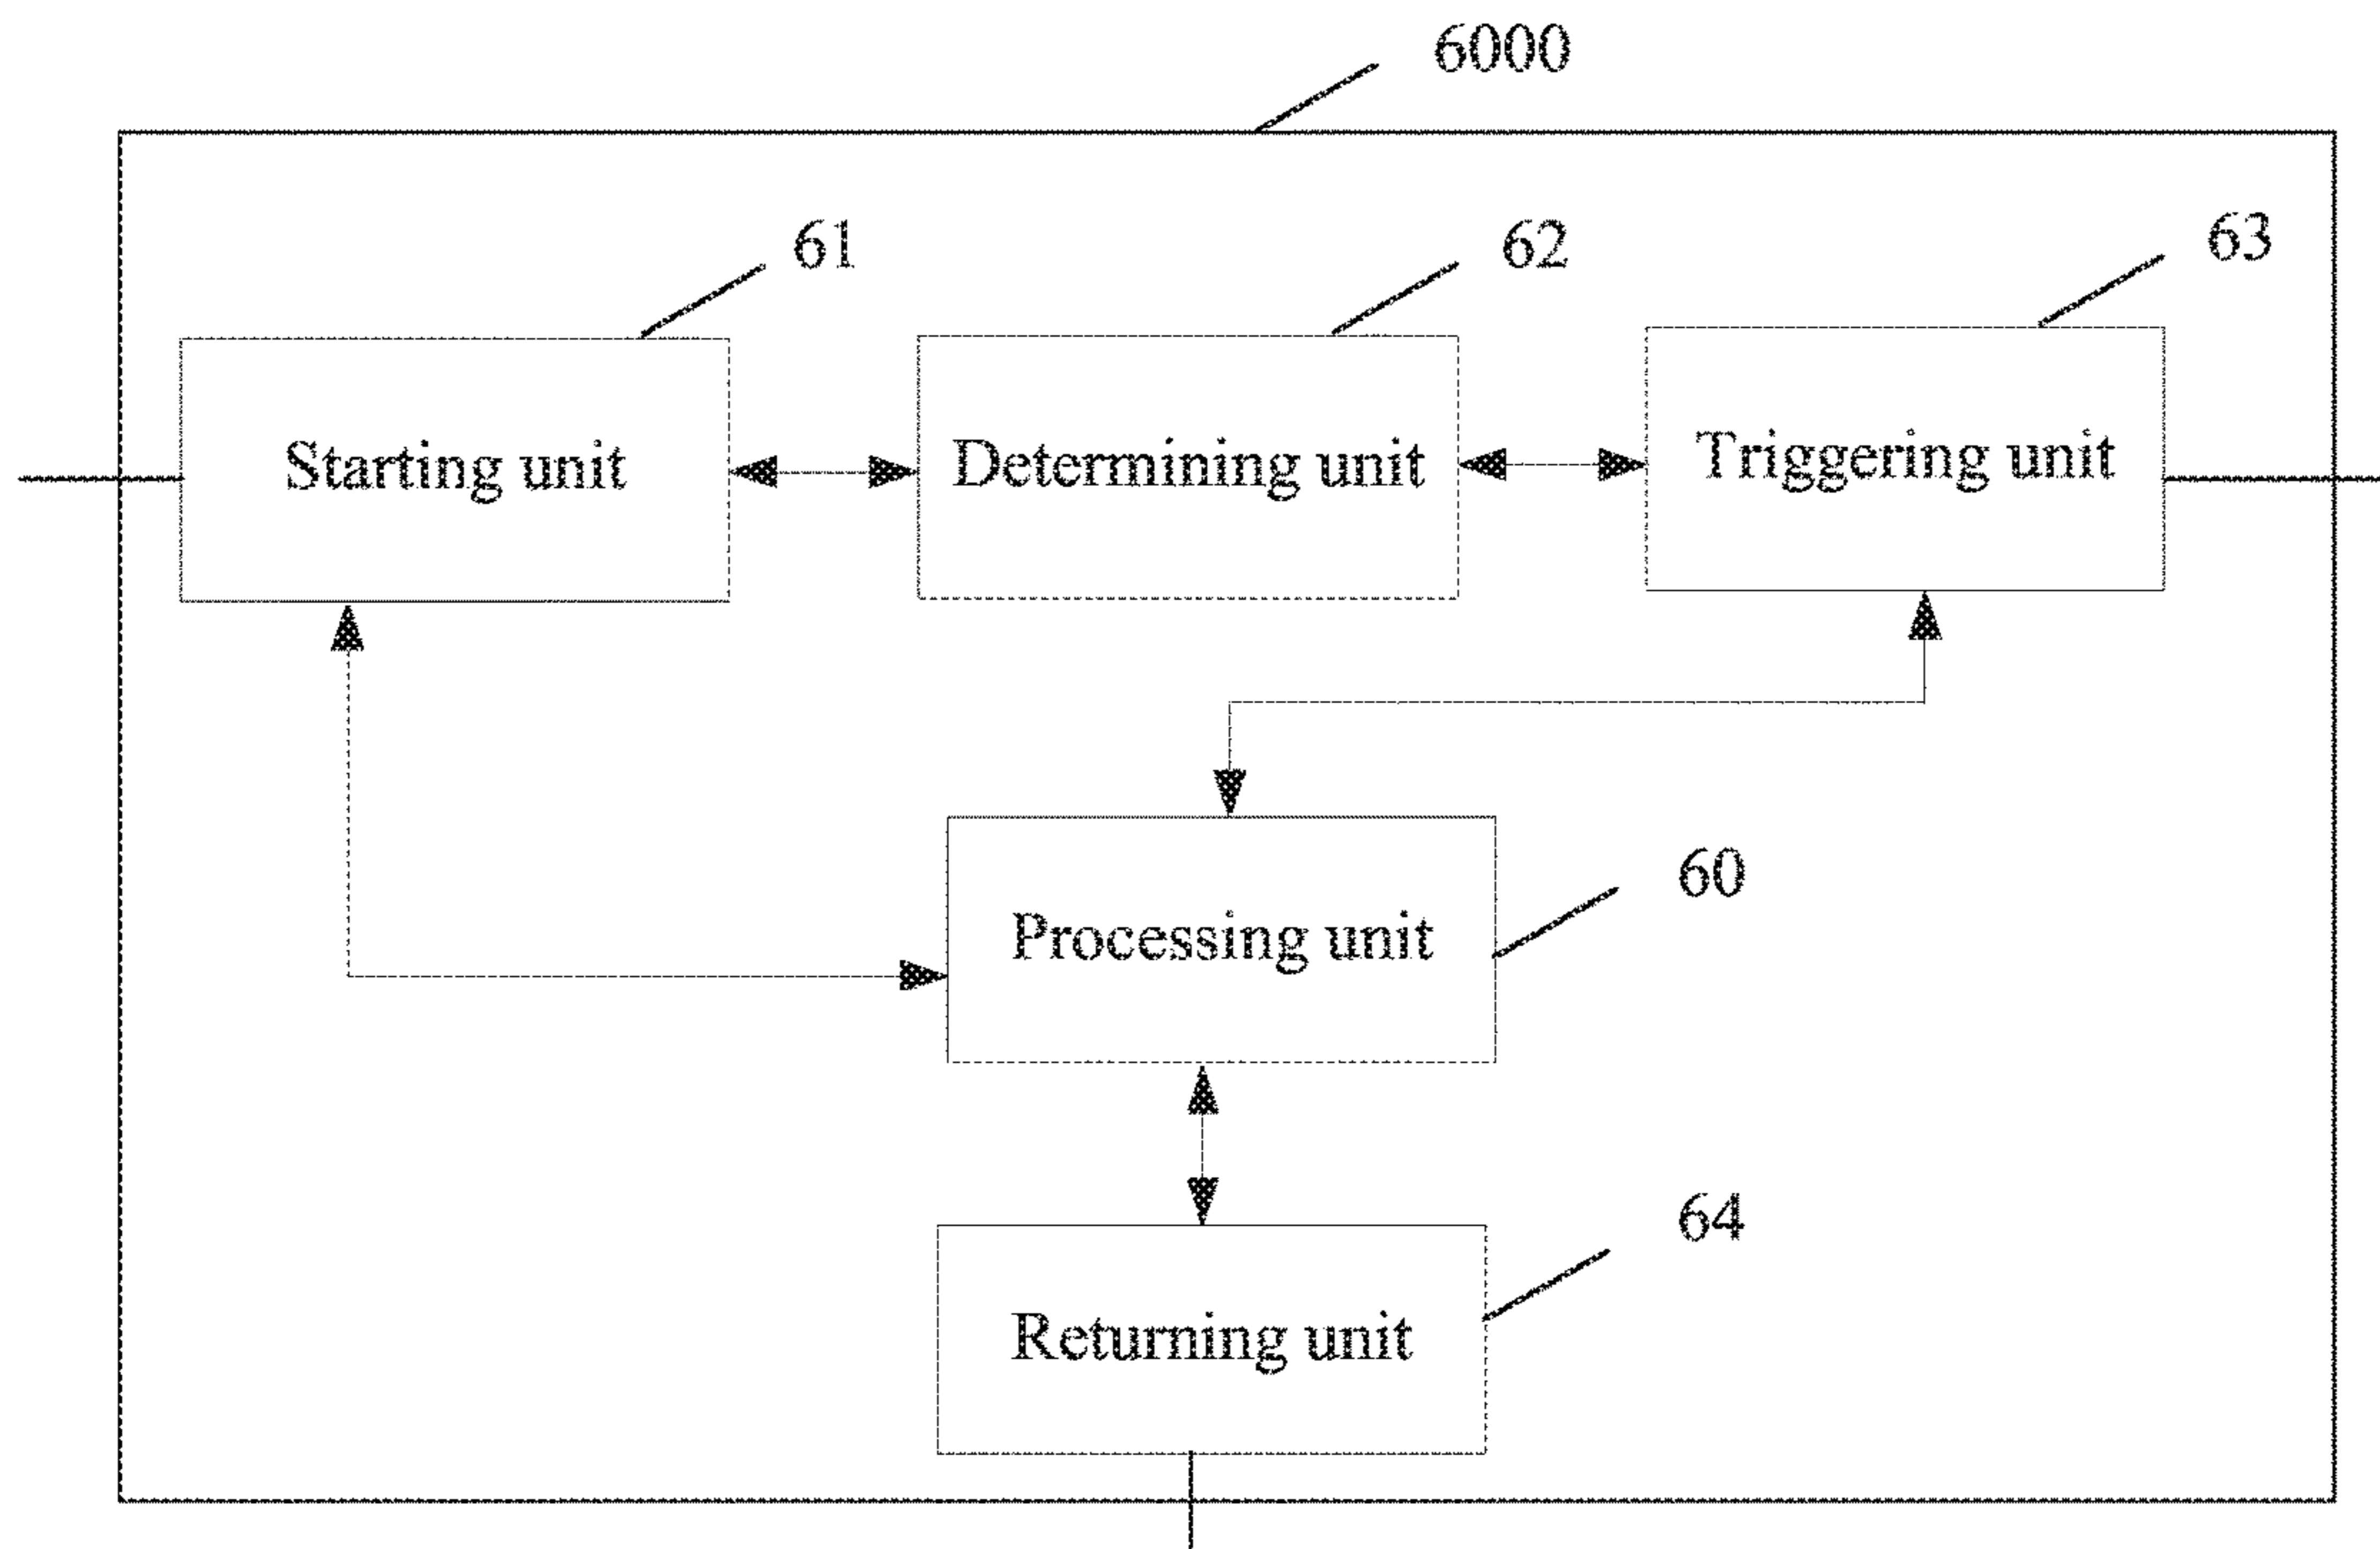 6000
61
62
63
Starting unit
Determining unit
Triggering unit
60
Processing unit
64
Returning unit